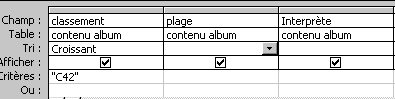 Champ : classement plage Interprète
Table : contenu album contenu album contenu album
Tri : Croissant
Afficher :
Critères : "C42"
Ou :